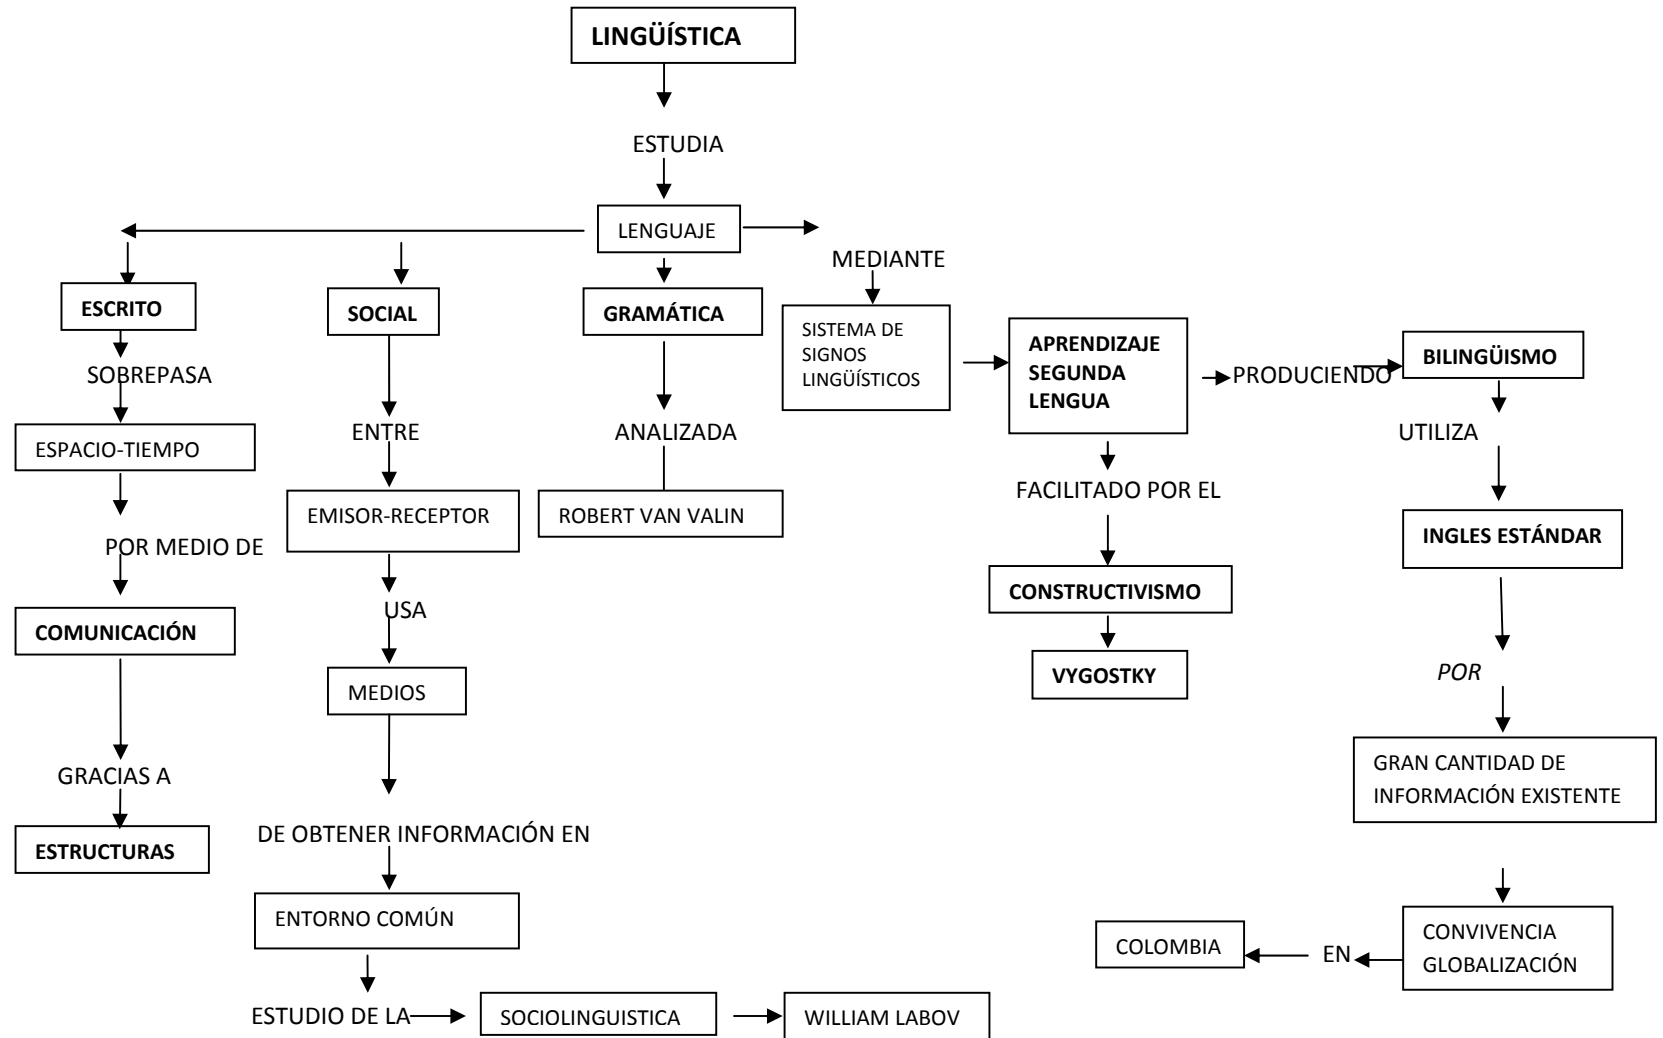 LINGÜÍSTICA
ESTUDIA
LENGUAJE
MEDIANTE
ESCRITO
SOCIAL
GRAMÁTICA
SISTEMA DE
SIGNOS
LINGÜÍSTICOS
APRENDIZAJE
SEGUNDA
LENGUA
PRODUCIENDO
BILINGÜISMO
SOBREPASA
ENTRE
ANALIZADA
UTILIZA
ESPACIO-TIEMPO
FACILITADO POR EL
EMISOR-RECEPTOR
ROBERT VAN VALIN
INGLES ESTÁNDAR
POR MEDIO DE
CONSTRUCTIVISMO
USA
COMUNICACIÓN
VYGOSTKY
POR
MEDIOS
GRAN CANTIDAD DE
INFORMACIÓN EXISTENTE
GRACIAS A
DE OBTENER INFORMACIÓN EN
ESTRUCTURAS
ENTORNO COMÚN
CONVIVENCIA
GLOBALIZACIÓN
EN
COLOMBIA
ESTUDIO DE LA
SOCIOLINGUISTICA
WILLIAM LABOV